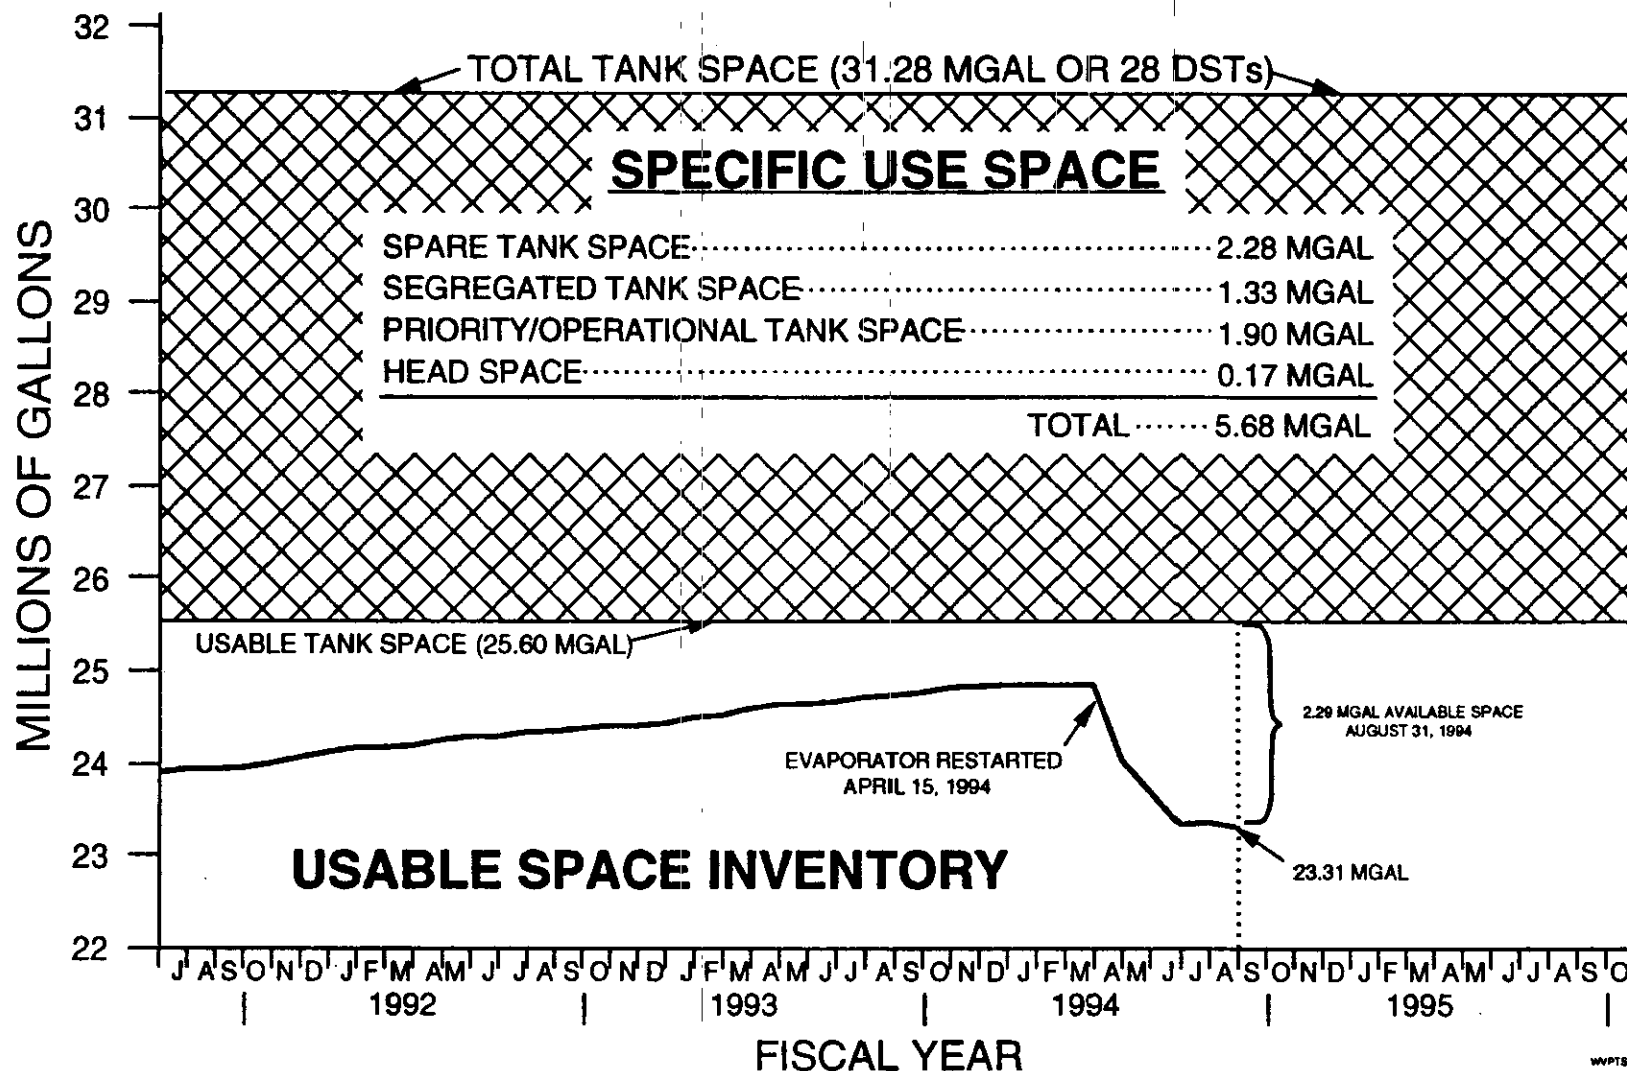 32
TOTAL TANK SPACE (31.28 MGAL OR 28 DSTs)
31
SPECIFIC USE SPACE
30
SPARE TANK SPACE 2.28 MGAL
29
SEGREGATED TANK SPACE 1.33 MGAL
PRIORITY/OPERATIONAL TANK SPACE 1.90 MGAL
HEAD SPACE 0.17 MGAL
28
TOTAL 5.68 MGAL
27
26
USABLE TANK SPACE (25.60 MGAL)
25
2.29 MGAL AVAILABLE SPACE
AUGUST 31, 1994
24
EVAPORATOR RESTARTED
APRIL 15, 1994
23
USABLE SPACE INVENTORY
23.31 MGAL
22
MILLIONS OF GALLONS
J A S O N D J F M A M J J A S O N D J F M A M J J A S O N D J F M A M J J A S O N D J F M A M J J A S O
1992 1993 1994 1995
FISCAL YEAR
WVPTS